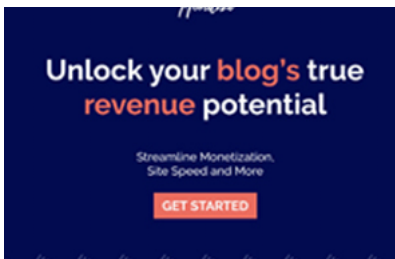 Unlock your blog's true
revenue potential
Streamline Monetization,
Site Speed and More
GET STARTED